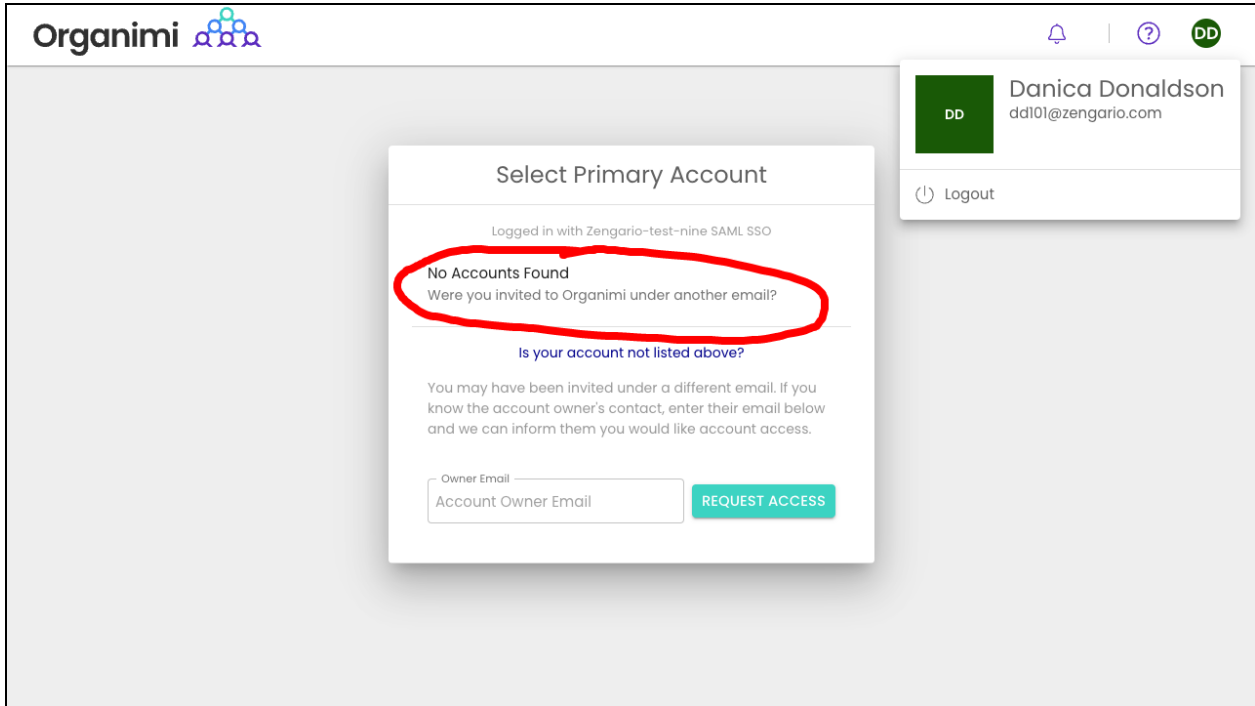 Organimi
DD
DD
Danica Donaldson
dd101@zengario.com
Logout
Select Primary Account
Logged in with Zengario-test-nine SAML SSO
No Accounts Found
Were you invited to Organimi under another email?
Is your account not listed above?
You may have been invited under a different email. If you
know the account owner's contact, enter their email below
and we can inform them you would like account access.
Owner Email
Account Owner Email
REQUEST ACCESS